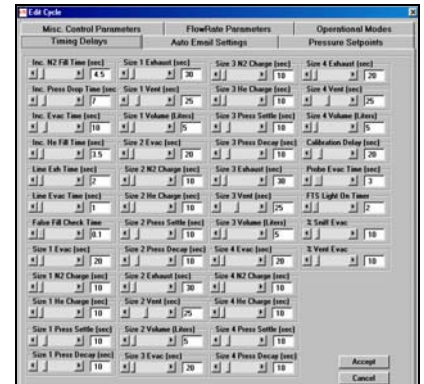 Edit Cycle
Misc. Control Parameters FlowRate Parameters Operational Modes
Timing Delays Auto Email Settings Pressure Setpoints
Inc. N2 Fill Time (sec) 4.5
Inc. Press Drop Time (sec 7
Inc. Evac Time (sec) 10
Inc. He Fill Time (sec) 3.5
Line Exh Time (sec) 2
Line Evac Time (sec) 1
False Fill Check Time 0.1
Size 1 Evac (sec) 20
Size 1 N2 Charge (sec) 10
Size 1 He Charge (sec) 10
Size 1 Press Settle (sec) 10
Size 1 Press Decay (sec) 10
Size 1 Exhaust (sec) 30
Size 1 Vent (sec) 25
Size 1 Volume (Liters) 5
Size 2 Evac (sec) 20
Size 2 N2 Charge (sec) 10
Size 2 He Charge (sec) 10
Size 2 Press Settle (sec) 10
Size 2 Press Decay (sec) 10
Size 2 Exhaust (sec) 30
Size 2 Vent (sec) 25
Size 2 Volume (Liters) 5
Size 3 Evac (sec) 20
Size 3 N2 Charge (sec) 10
Size 3 He Charge (sec) 10
Size 3 Press Settle (sec) 10
Size 3 Press Decay (sec) 10
Size 3 Exhaust (sec) 30
Size 3 Vent (sec) 25
Size 3 Volume (Liters) 5
Size 4 Evac (sec) 20
Size 4 N2 Charge (sec) 10
Size 4 He Charge (sec) 10
Size 4 Press Settle (sec) 10
Size 4 Press Decay (sec) 10
Size 4 Exhaust (sec) 20
Size 4 Vent (sec) 25
Size 4 Volume (Liters) 5
Calibration Delay (sec) 20
Probe Evac Time (sec) 3
FTS Light On Timer 2
% Sniff Evac 10
% Vent Evac 10
Accept
Cancel